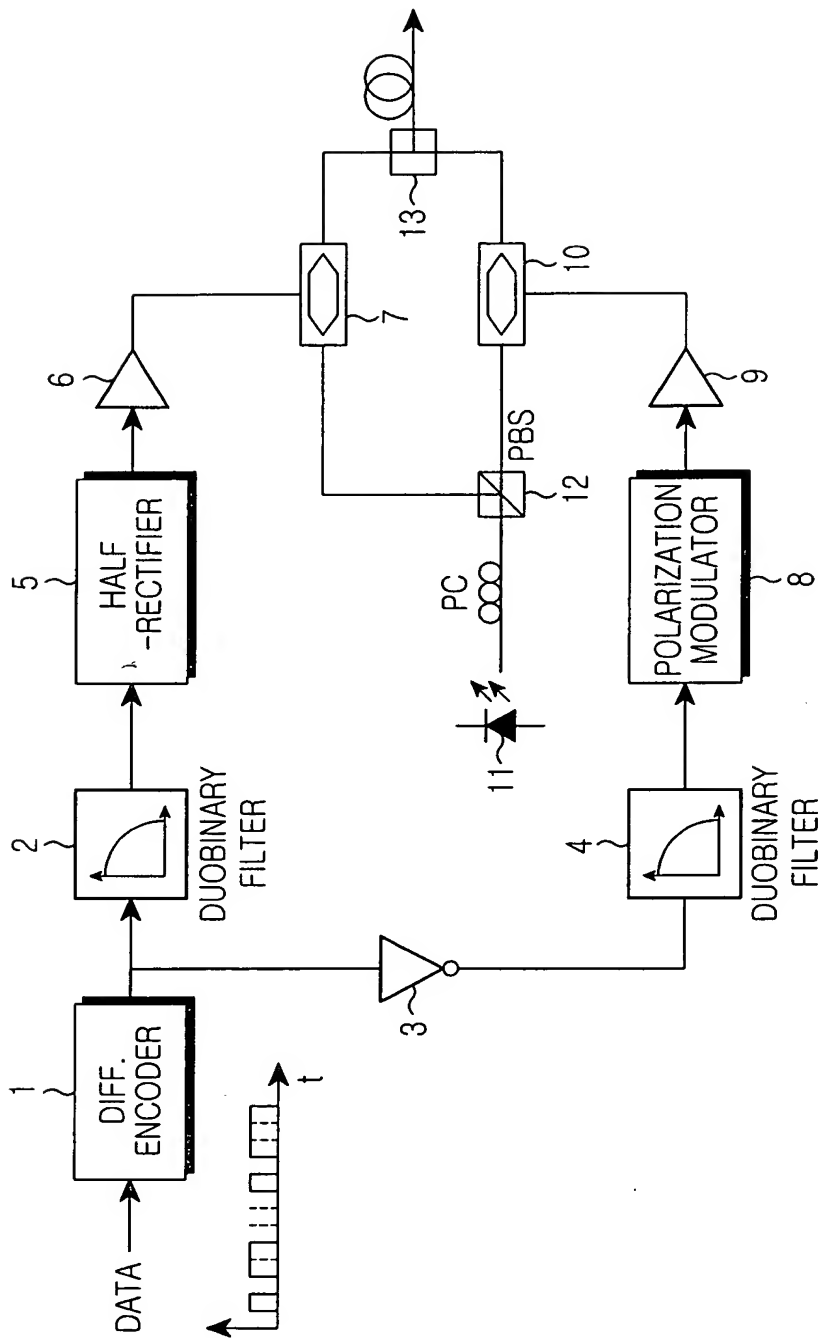 DATA
1
DIFF.
ENCODER
t
2
DUOBINARY
FILTER
3
4
DUOBINARY
FILTER
5
HALF
-RECTIFIER
6
7
8
POLARIZATION
MODULATOR
9
10
11
PC
12
PBS
13